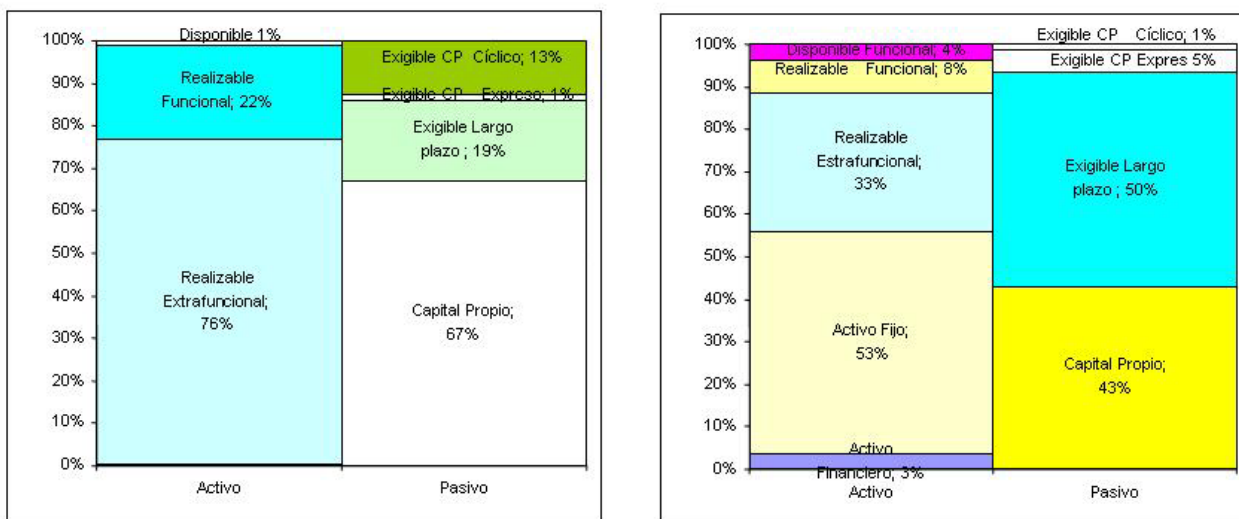 100%
90%
80%
70%
60%
50%
40%
30%
20%
10%
0%
Disponible 1%
Realizable
Funcional; 22%
Realizable
Extrafuncional;
76%
Exigible CP Cíclico; 13%
Exigible CP Expreso; 1%
Exigible Largo
plazo ; 19%
Capital Propio;
67%
Activo
Pasivo
100%
90%
80%
70%
60%
50%
40%
30%
20%
10%
0%
Disponible Funcional; 4%
Realizable Funcional; 8%
Realizable
Estrafuncional;
33%
Activo Fijo;
53%
Activo
Financiero; 3%
Exigible CP Cíclico; 1%
Exigible CP Expres 5%
Exigible Largo
plazo ; 50%
Capital Propio;
43%
Activo
Pasivo